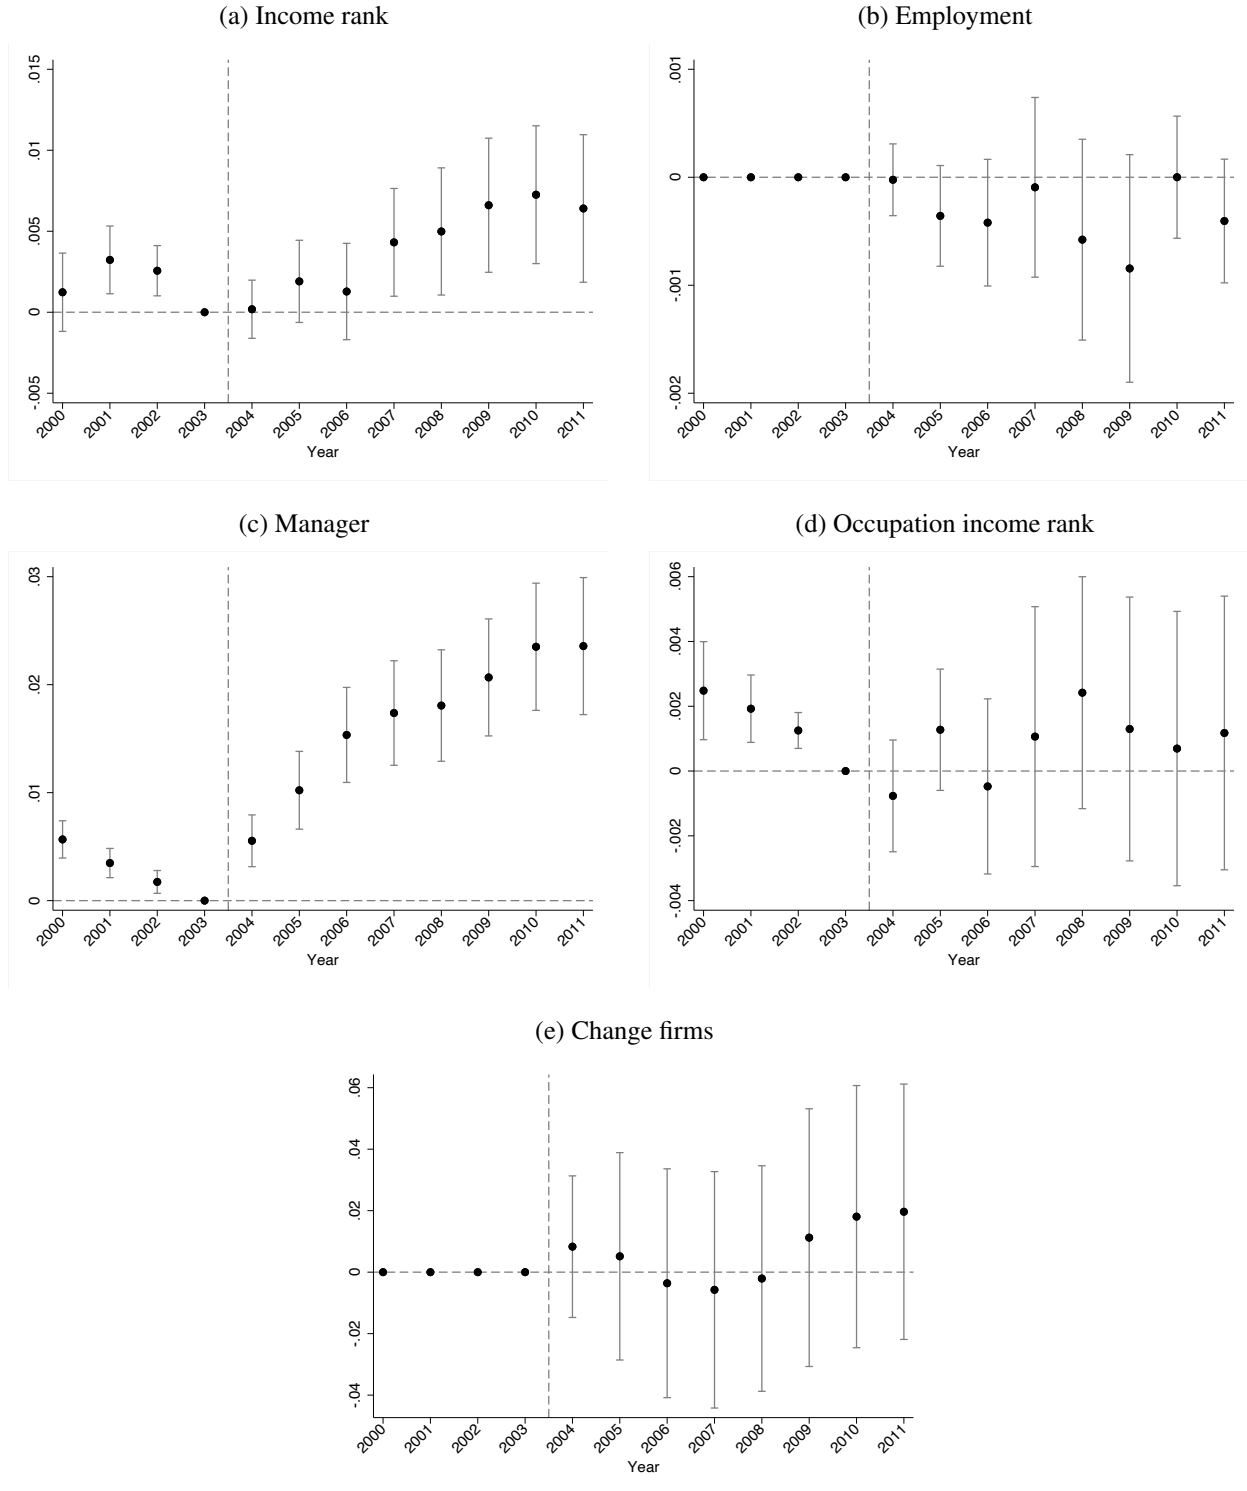 (a) Income rank
.015
.01
.005
0
-.005
2000 2001 2002 2003 2004 2005 2006 2007 2008 2009 2010 2011
Year
(b) Employment
.001
0
-.001
-.002
2000 2001 2002 2003 2004 2005 2006 2007 2008 2009 2010 2011
Year
(c) Manager
.03
.02
.01
0
2000 2001 2002 2003 2004 2005 2006 2007 2008 2009 2010 2011
Year
(d) Occupation income rank
.006
.004
.002
0
-.002
-.004
2000 2001 2002 2003 2004 2005 2006 2007 2008 2009 2010 2011
Year
(e) Change firms
.06
.04
.02
0
-.02
-.04
2000 2001 2002 2003 2004 2005 2006 2007 2008 2009 2010 2011
Year